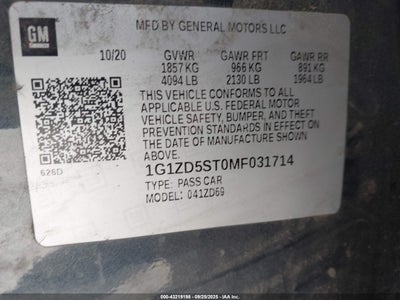 MFD BY GENERAL MOTORS LLC
GM
10/20 GVWR GAWR FRT GAWR RR
1857 KG 966 KG 891 KG
4094 LB 2130 LB 1964 LB
THIS VEHICLE CONFORMS TO ALL
APPLICABLE U.S. FEDERAL MOTOR
VEHICLE SAFETY, BUMPER, AND THEFT
PREVENTION STANDARDS IN EFFECT
ON THE DATE OF MANUFACTURE
SHOWN ABOVE.
626D
1G1ZD5ST0MF031714
TYPE: PASS CAR
MODEL: 041ZD69
000-43219198 | 09/29/2025 - IAAI.COM